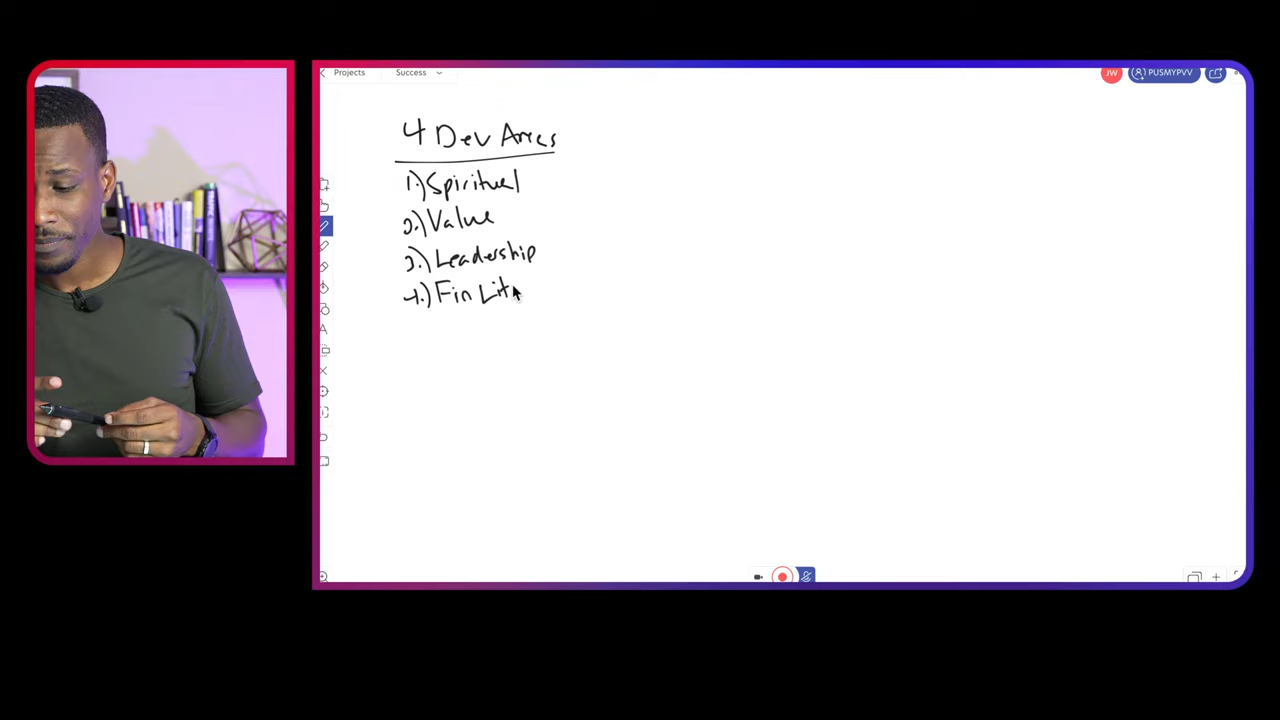 Projects Success JW PUSMYPVV
4 Dev Areas
1.) Spiritual
2.) Value
3.) Leadership
4.) Fin Lit